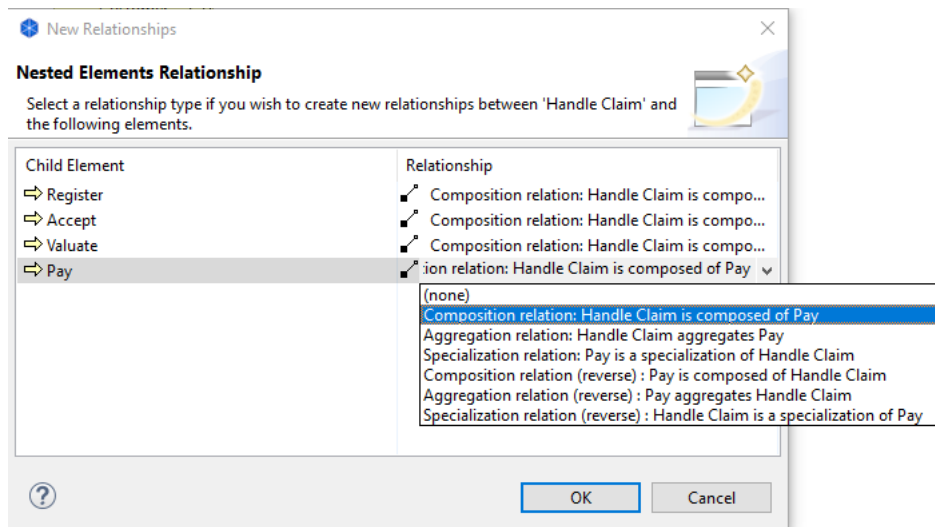 New Relationships
Nested Elements Relationship
Select a relationship type if you wish to create new relationships between 'Handle Claim' and
the following elements.
Child Element Relationship
Register Composition relation: Handle Claim is compo...
Accept Composition relation: Handle Claim is compo...
Valuate Composition relation: Handle Claim is compo...
Pay ion relation: Handle Claim is composed of Pay
(none)
Composition relation: Handle Claim is composed of Pay
Aggregation relation: Handle Claim aggregates Pay
Specialization relation: Pay is a specialization of Handle Claim
Composition relation (reverse) : Pay is composed of Handle Claim
Aggregation relation (reverse) : Pay aggregates Handle Claim
Specialization relation (reverse) : Handle Claim is a specialization of Pay
? OK Cancel